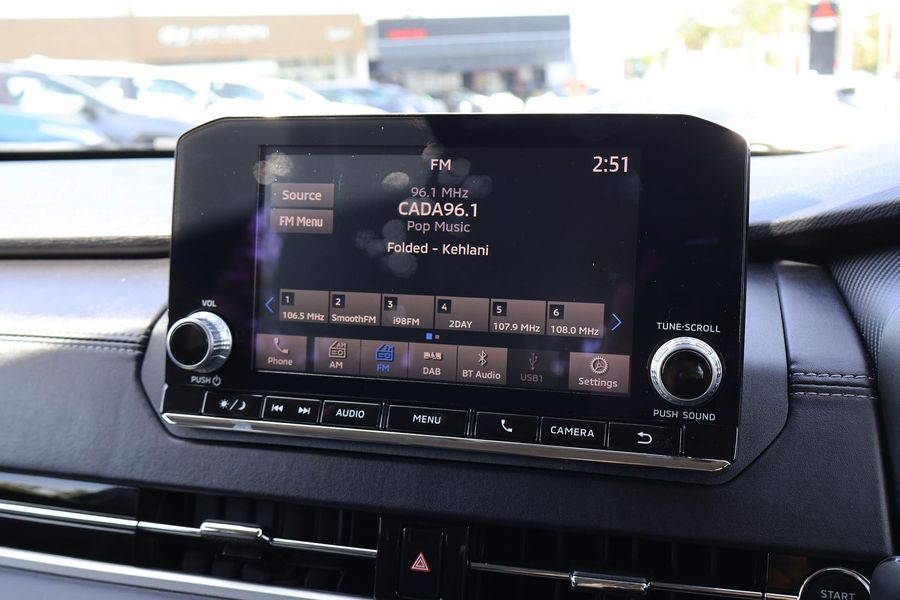 HYUNDAI
FM
2:51
Source
FM Menu
96.1 MHz
CADA96.1
Pop Music
Folded - Kehlani
1
106.5 MHz
2
SmoothFM
3
i98FM
4
2DAY
5
107.9 MHz
6
108.0 MHz
Phone
AM
FM
DAB
BT Audio
USB1
Settings
VOL
PUSH
TUNE·SCROLL
PUSH SOUND
AUDIO
MENU
CAMERA
START